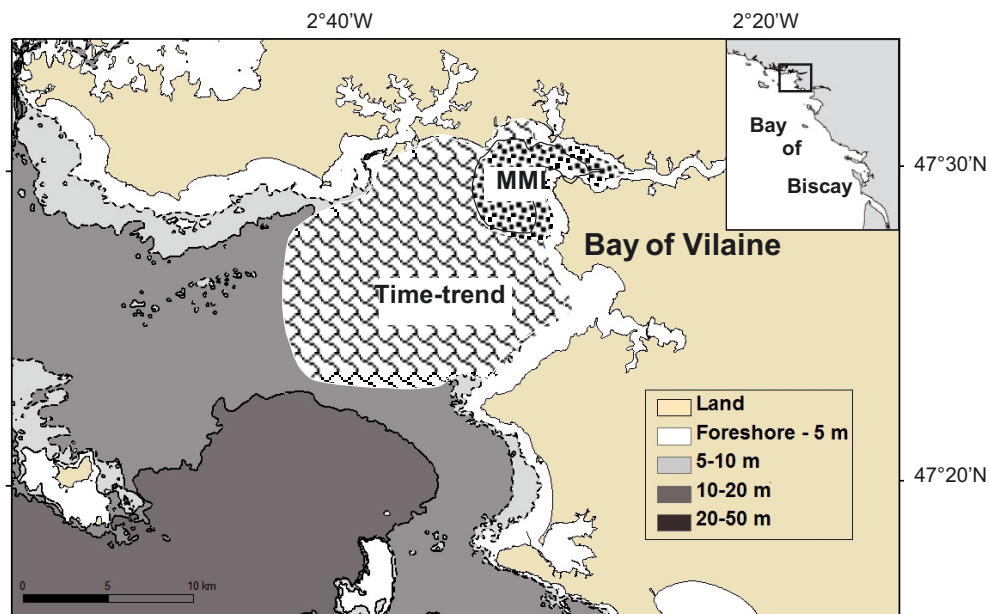 2°40'W
2°20'W
Bay
of
Biscay
47°30'N
MML
Bay of Vilaine
Time-trend
Land
Foreshore - 5 m
5-10 m
10-20 m
20-50 m
47°20'N
0 5 10 km